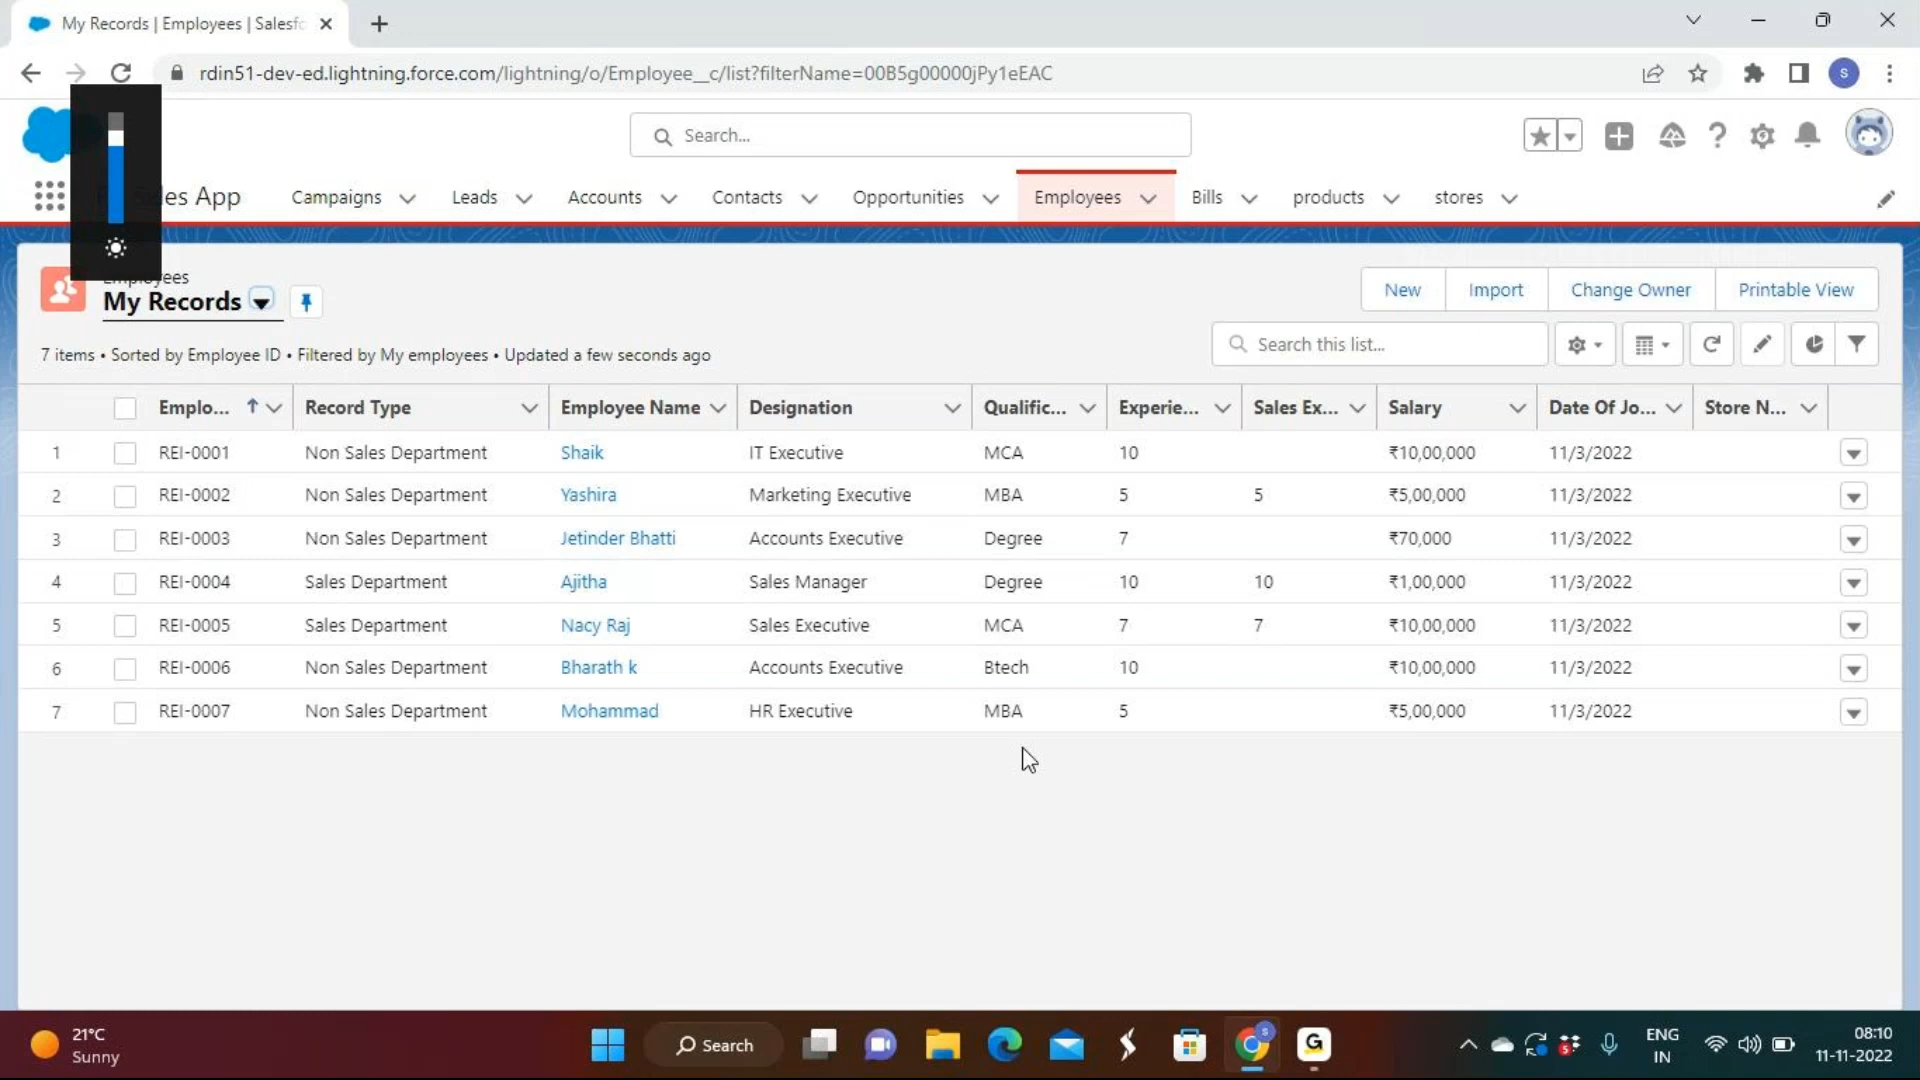 My Records | Employees | Salesfo
rdin51-dev-ed.lightning.force.com/lightning/o/Employee__c/list?filterName=00B5g00000jPy1eEAC
S
Search...
les App
Campaigns
Leads
Accounts
Contacts
Opportunities
Employees
Bills
products
stores
Employees
My Records
New
Import
Change Owner
Printable View
7 items • Sorted by Employee ID • Filtered by My employees • Updated a few seconds ago
Search this list...
Emplo... Record Type Employee Name Designation Qualific... Experie... Sales Ex... Salary Date Of Jo... Store N...
1 REI-0001 Non Sales Department Shaik IT Executive MCA 10 ₹10,00,000 11/3/2022
2 REI-0002 Non Sales Department Yashira Marketing Executive MBA 5 5 ₹5,00,000 11/3/2022
3 REI-0003 Non Sales Department Jetinder Bhatti Accounts Executive Degree 7 ₹70,000 11/3/2022
4 REI-0004 Sales Department Ajitha Sales Manager Degree 10 10 ₹1,00,000 11/3/2022
5 REI-0005 Sales Department Nacy Raj Sales Executive MCA 7 7 ₹10,00,000 11/3/2022
6 REI-0006 Non Sales Department Bharath k Accounts Executive Btech 10 ₹10,00,000 11/3/2022
7 REI-0007 Non Sales Department Mohammad HR Executive MBA 5 ₹5,00,000 11/3/2022
21°C
Sunny
Search
ENG
IN
08:10
11-11-2022